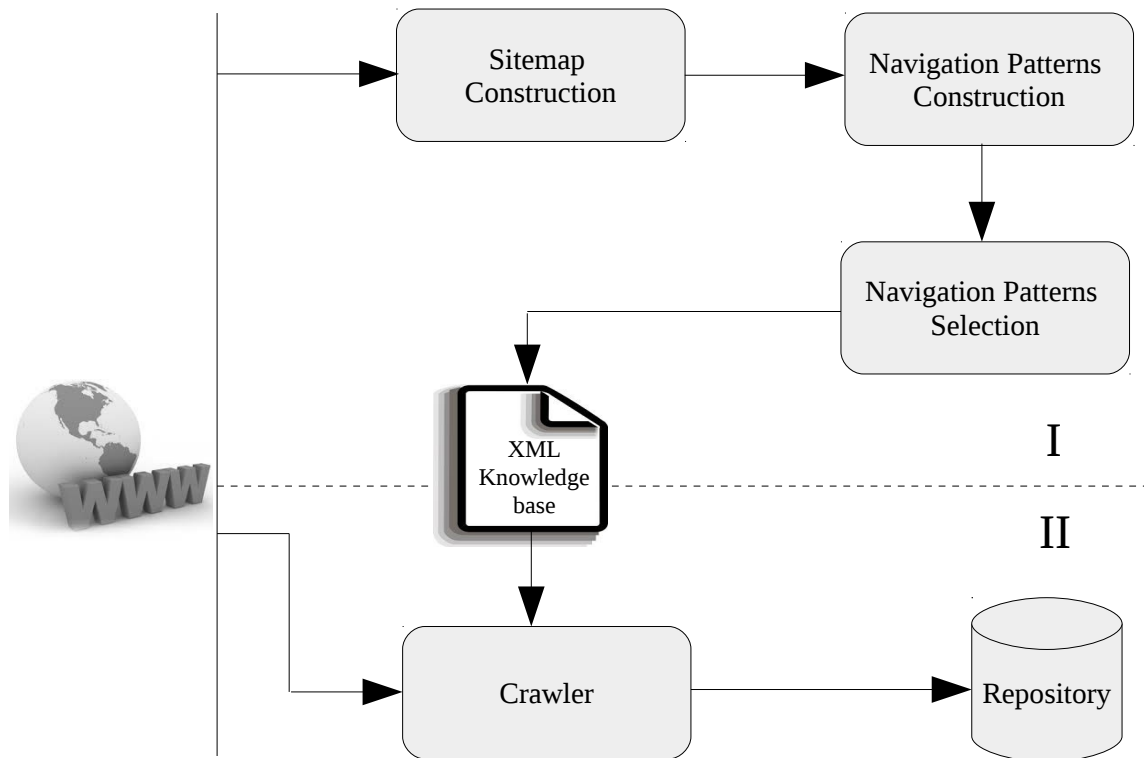 Sitemap
Construction
Navigation Patterns
Construction
Navigation Patterns
Selection
XML
Knowledge
base
I
WWW
II
Crawler
Repository